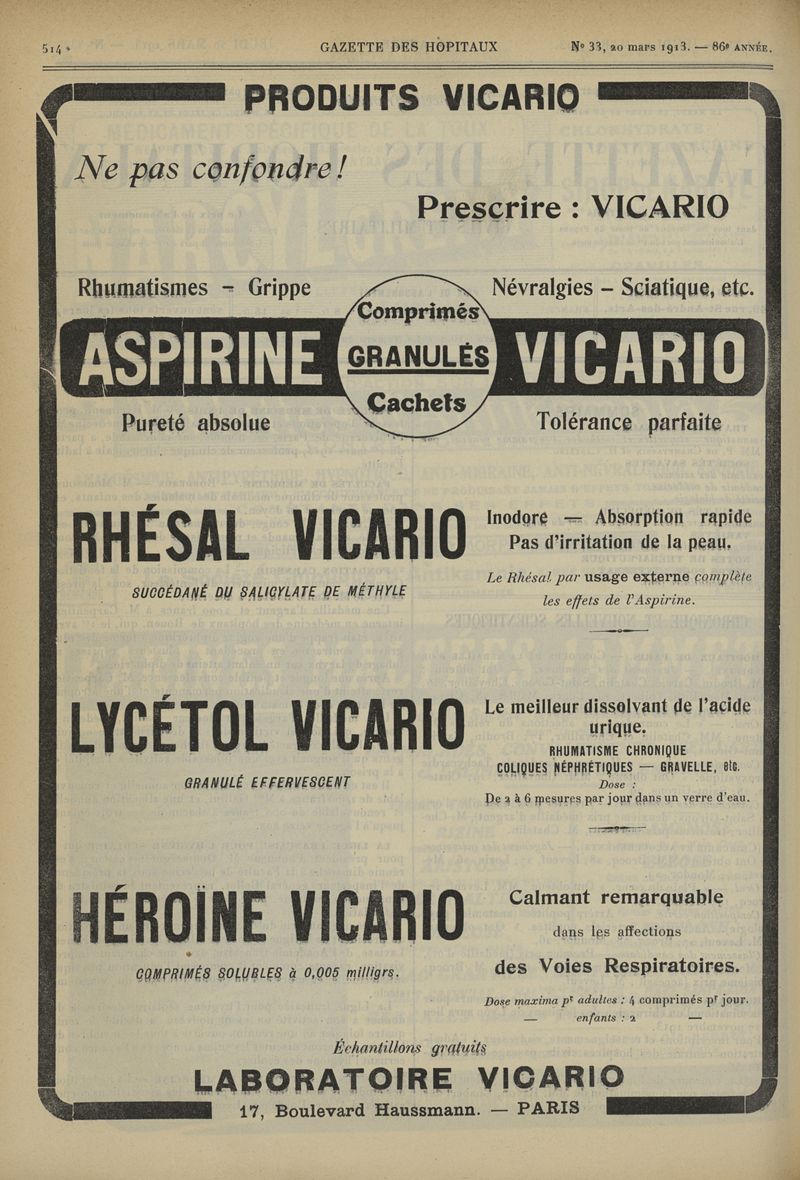 514
GAZETTE DES HÔPITAUX
Nº 33, 20 mars 1913. — 86e ANNÉE.
PRODUITS VICARIO
Ne pas confondre !
Prescrire : VICARIO
Rhumatismes - Grippe
Névralgies - Sciatique, etc.
Comprimés
ASPIRINE GRANULÉS VICARIO
Cachets
Pureté absolue
Tolérance parfaite
RHÉSAL VICARIO
SUCCÉDANÉ DU SALICYLATE DE MÉTHYLE
Inodore — Absorption rapide
Pas d'irritation de la peau.
Le Rhésal par usage externe complète
les effets de l'Aspirine.
LYCÉTOL VICARIO
GRANULÉ EFFERVESCENT
Le meilleur dissolvant de l'acide
urique.
RHUMATISME CHRONIQUE
COLIQUES NÉPHRÉTIQUES — GRAVELLE, etc.
Dose :
De 2 à 6 mesures par jour dans un verre d'eau.
HÉROÏNE VICARIO
COMPRIMÉS SOLUBLES à 0,005 milligrs.
Calmant remarquable
dans les affections
des Voies Respiratoires.
Dose maxima pr adultes : 4 comprimés pr jour.
— enfants : 2 —
Échantillons gratuits
LABORATOIRE VICARIO
17, Boulevard Haussmann. — PARIS